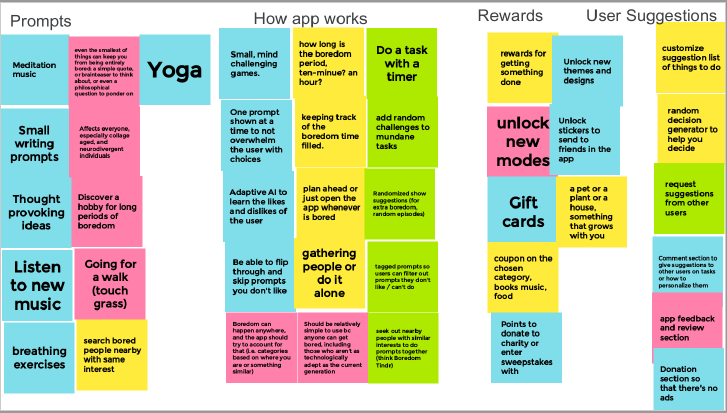 Prompts
How app works
Rewards
User Suggestions
Meditation
music
even the smallest of
things can keep you
from being entirely
bored: a simple quote,
or brainteaser to think
about, or even a
philosophical
question to ponder on
Yoga
Small
writing
prompts
Affects everyone,
especially collage
aged, and
neurodivergent
individuals
Thought
provoking
ideas
Discover a
hobby for long
periods of
boredom
Listen
to new
music
Going for
a walk
(touch
grass)
breathing
exercises
search bored
people nearby
with same
interest
Small, mind
challenging
games.
how long is
the boredom
period,
ten-minue? an
hour?
Do a task
with a
timer
One prompt
shown at a
time to not
overwhelm
the user with
choices
keeping track
of the
boredom time
filled.
add random
challenges to
mundane
tasks
Adaptive AI to
learn the likes
and dislikes of
the user
plan ahead or
just open the
app whenever
is bored
Randomized show
suggestions (for
extra boredom,
random episodes)
Be able to flip
through and
skip prompts
you don't like
gathering
people or
do it
alone
tagged prompts so
users can filter out
prompts they don't
like / can't do
Boredom can
happen anywhere,
and the app should
try to account for
that (i.e. categories
based on where you
are or something
similar)
Should be relatively
simple to use bc
anyone can get
bored, including
those who aren't as
technologically
adept as the current
generation
seek out nearby
people with similar
interests to do
prompts together
(think Boredom
Tindr)
rewards for
getting
something
done
Unlock new
themes and
designs
unlock
new
modes
Unlock
stickers to
send to
friends in the
app
Gift
cards
a pet or a
plant or a
house,
something
that grows
with you
coupon on the
chosen
category,
books music,
food
Points to
donate to
charity or
enter
sweepstakes
with
customize
suggestion list
of things to do
random
decision
generator to
help you
decide
request
suggestions
from other
users
Comment section to
give suggestions to
other users on tasks
or how to
personalize them
app feedback
and review
section
Donation
section so
that there's no
ads